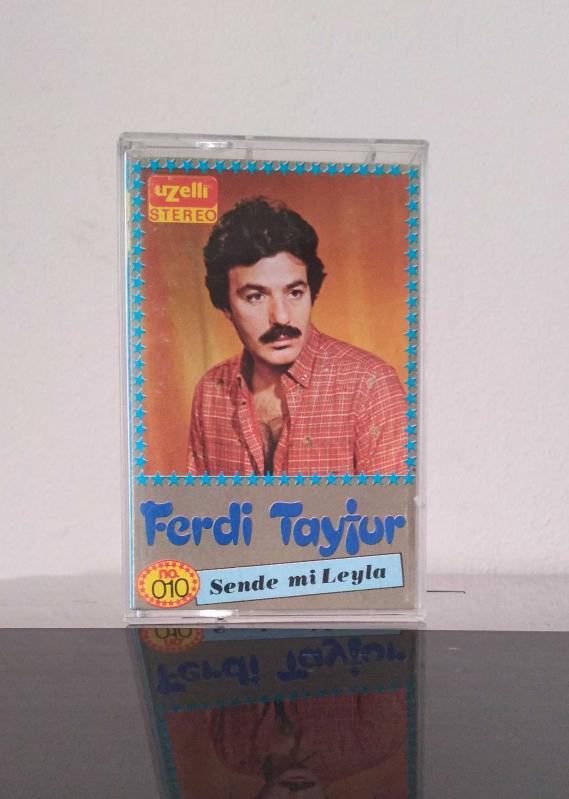 uzelli
STEREO
Ferdi Tayfur
no.
010
Sende mi Leyla